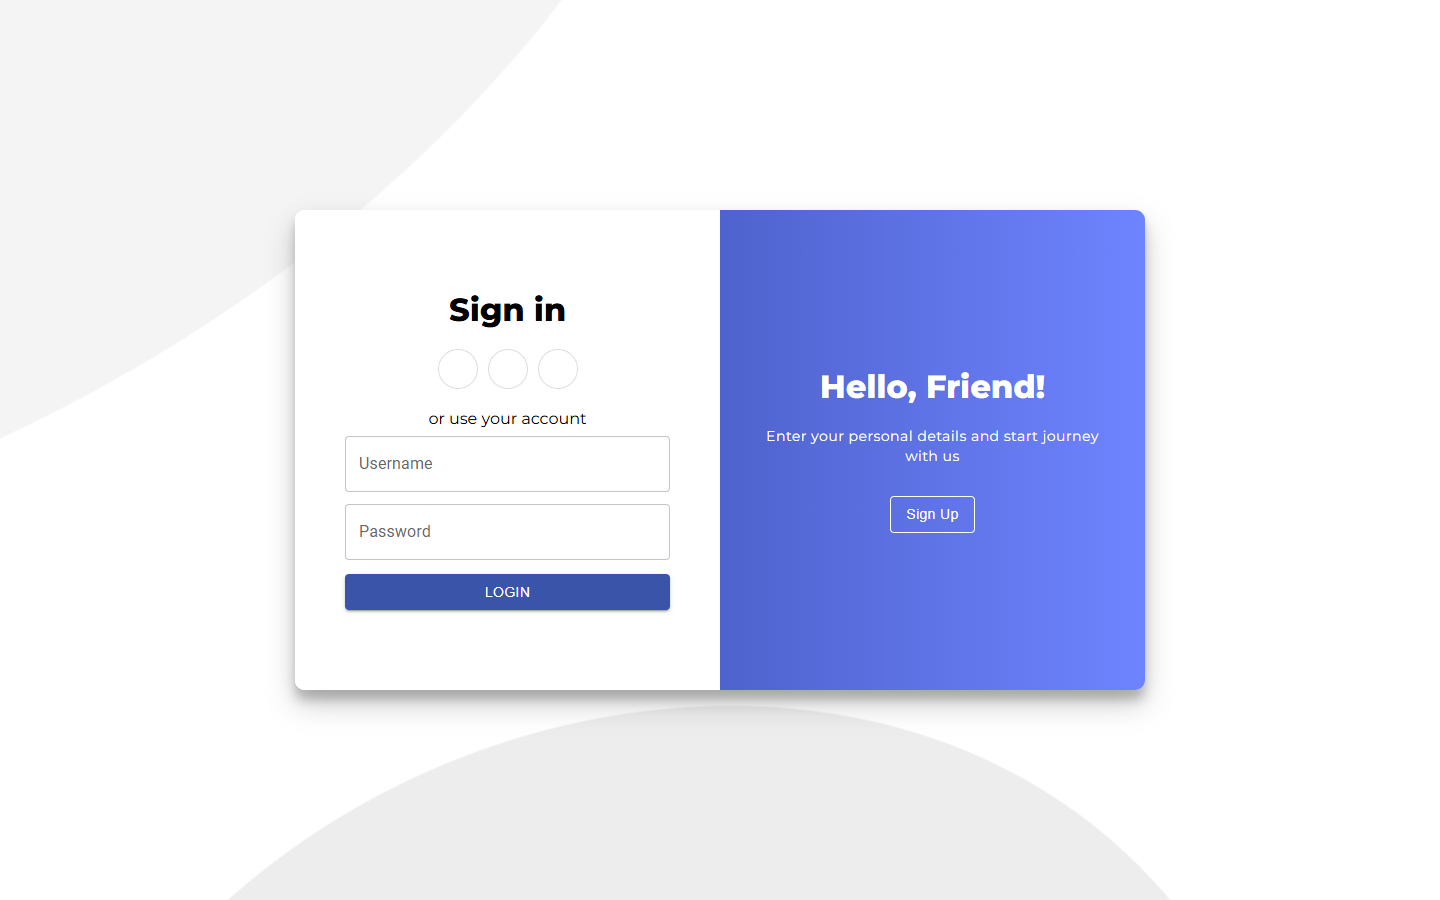 Sign in
or use your account
Username
Password
LOGIN
Hello, Friend!
Enter your personal details and start journey
with us
Sign Up